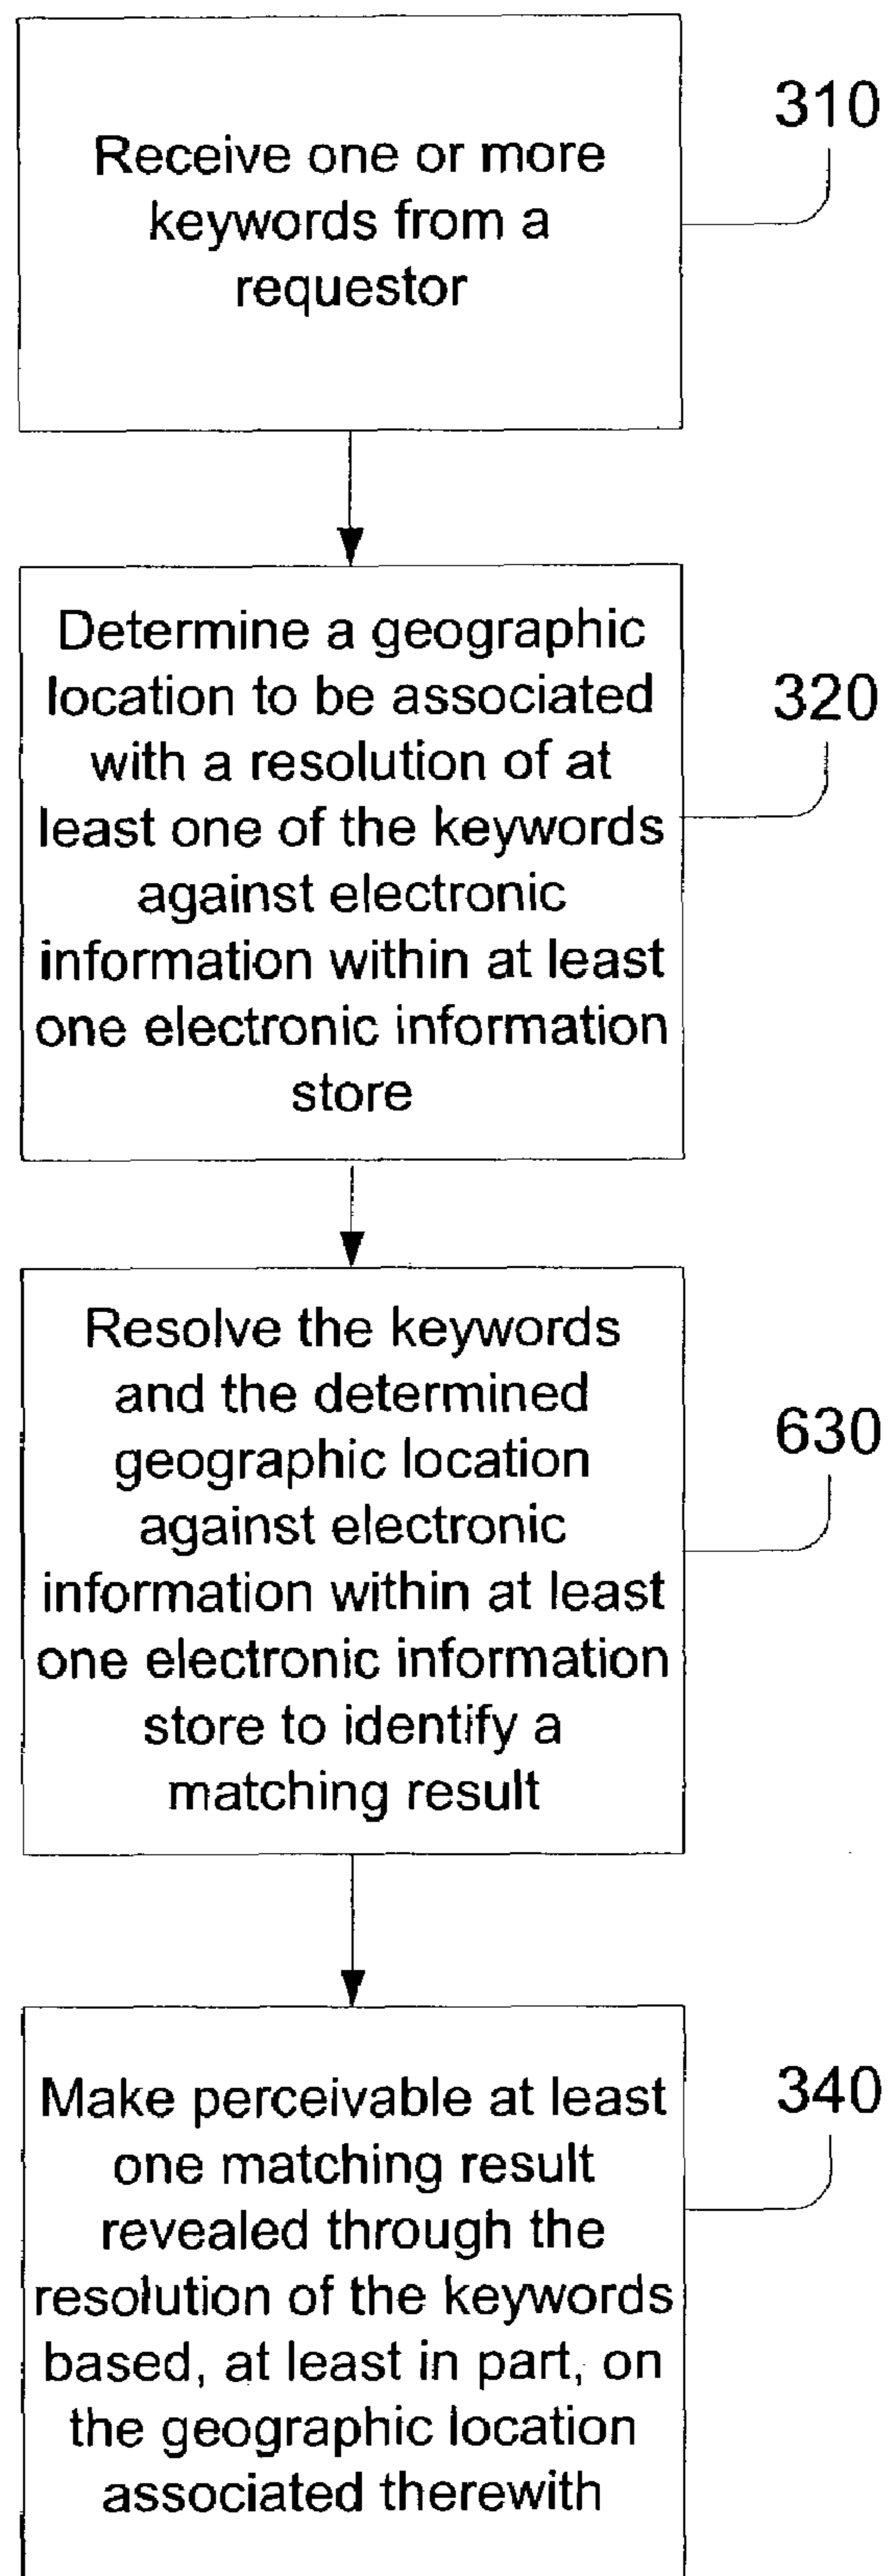 310
Receive one or more
keywords from a
requestor
Determine a geographic
location to be associated
with a resolution of at
least one of the keywords
against electronic
information within at least
one electronic information
store
320
Resolve the keywords
and the determined
geographic location
against electronic
information within at least
one electronic information
store to identify a
matching result
630
Make perceivable at least
one matching result
revealed through the
resolution of the keywords
based, at least in part, on
the geographic location
associated therewith
340